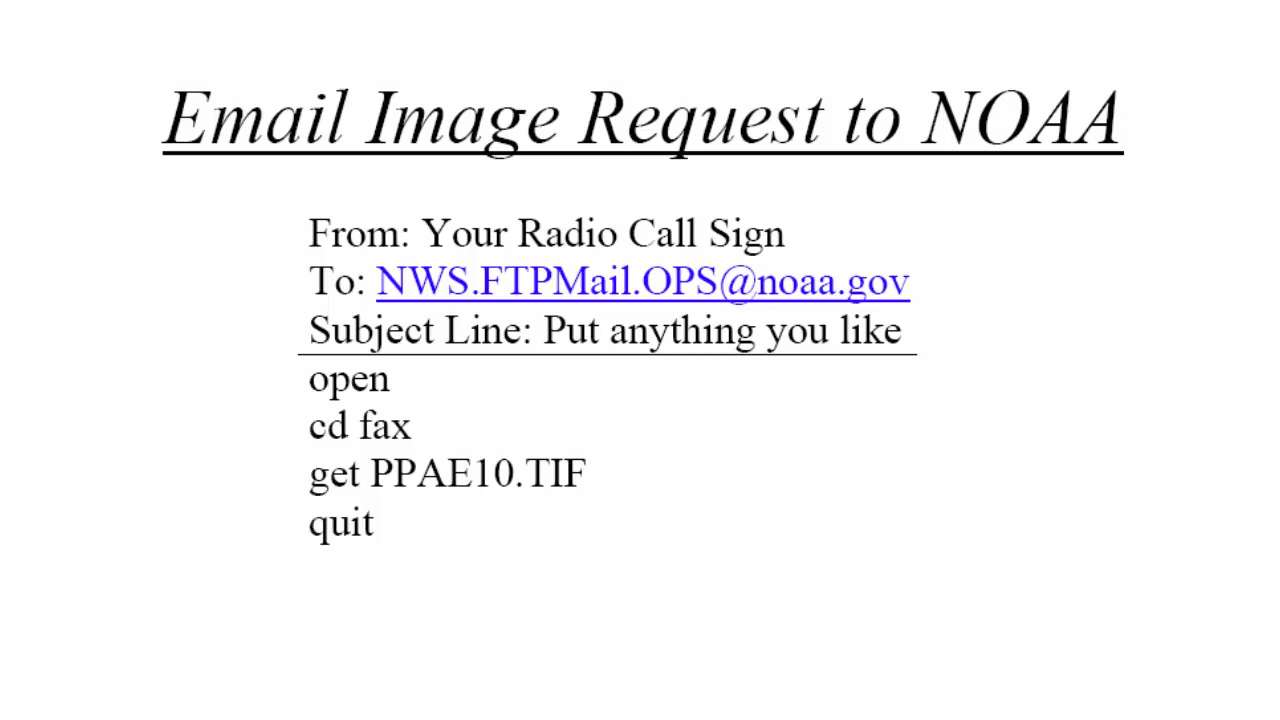 Email Image Request to NOAA
From: Your Radio Call Sign
To: NWS.FTPMail.OPS@noaa.gov
Subject Line: Put anything you like
open
cd fax
get PPAE10.TIF
quit